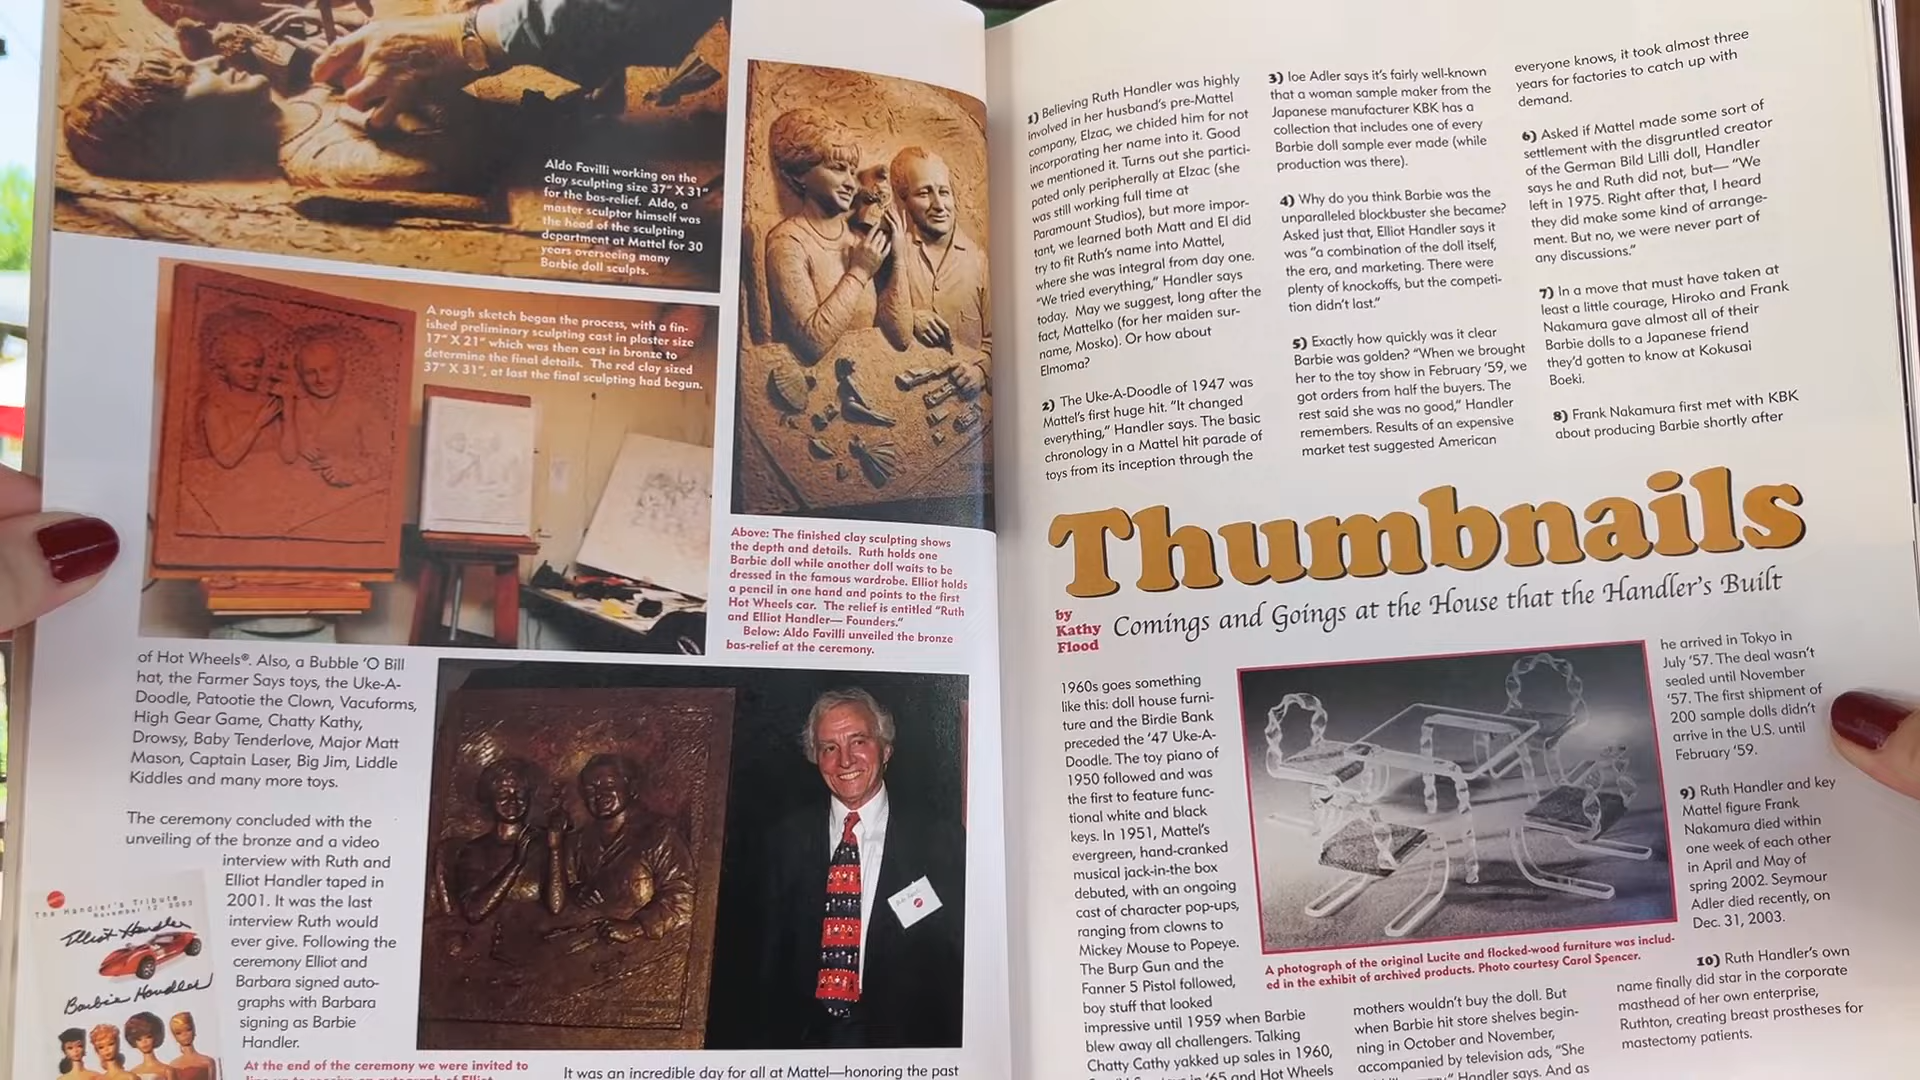 Aldo Favilli working on the
clay sculpting size 37" X 31"
for the bas-relief. Aldo, a
master sculptor himself was
the head of the sculpting
department at Mattel for 30
years overseeing many
Barbie doll sculpts.
A rough sketch began the process, with a fin-
ished preliminary sculpting cast in plaster size
17" X 21" which was then cast in bronze to
determine the final details. The red clay sized
37" X 31", at last the final sculpting had begun.
Above: The finished clay sculpting shows
the depth and details. Ruth holds one
Barbie doll while another doll waits to be
dressed in the famous wardrobe. Elliot holds
a pencil in one hand and points to the first
Hot Wheels car. The relief is entitled "Ruth
and Elliot Handler— Founders."
Below: Aldo Favilli unveiled the bronze
bas-relief at the ceremony.
of Hot Wheels®. Also, a Bubble 'O Bill
hat, the Farmer Says toys, the Uke-A-
Doodle, Patootie the Clown, Vacuforms,
High Gear Game, Chatty Kathy,
Drowsy, Baby Tenderlove, Major Matt
Mason, Captain Laser, Big Jim, Liddle
Kiddles and many more toys.
The ceremony concluded with the
unveiling of the bronze and a video
interview with Ruth and
Elliot Handler taped in
2001. It was the last
interview Ruth would
ever give. Following the
ceremony Elliot and
Barbara signed auto-
graphs with Barbara
signing as Barbie
Handler.
The Handler's Tribute
November 12, 2003
Elliot Handler
Barbie Handler
At the end of the ceremony we were invited to
It was an incredible day for all at Mattel—honoring the past
1) Believing Ruth Handler was highly
involved in her husband's pre-Mattel
company, Elzac, we chided him for not
incorporating her name into it. Good
we mentioned it. Turns out she partici-
pated only peripherally at Elzac (she
was still working full time at
Paramount Studios), but more impor-
tant, we learned both Matt and El did
try to fit Ruth's name into Mattel,
where she was integral from day one.
"We tried everything," Handler says
today. May we suggest, long after the
fact, Mattelko (for her maiden sur-
name, Mosko). Or how about
Elmoma?
2) The Uke-A-Doodle of 1947 was
Mattel's first huge hit. "It changed
everything," Handler says. The basic
chronology in a Mattel hit parade of
toys from its inception through the
3) Joe Adler says it's fairly well-known
that a woman sample maker from the
Japanese manufacturer KBK has a
collection that includes one of every
Barbie doll sample ever made (while
production was there).
4) Why do you think Barbie was the
unparalleled blockbuster she became?
Asked just that, Elliot Handler says it
was "a combination of the doll itself,
the era, and marketing. There were
plenty of knockoffs, but the competi-
tion didn't last."
5) Exactly how quickly was it clear
Barbie was golden? "When we brought
her to the toy show in February '59, we
got orders from half the buyers. The
rest said she was no good," Handler
remembers. Results of an expensive
market test suggested American
everyone knows, it took almost three
years for factories to catch up with
demand.
6) Asked if Mattel made some sort of
settlement with the disgruntled creator
of the German Bild Lilli doll, Handler
says he and Ruth did not, but— "We
left in 1975. Right after that, I heard
they did make some kind of arrange-
ment. But no, we were never part of
any discussions."
7) In a move that must have taken at
least a little courage, Hiroko and Frank
Nakamura gave almost all of their
Barbie dolls to a Japanese friend
they'd gotten to know at Kokusai
Boeki.
8) Frank Nakamura first met with KBK
about producing Barbie shortly after
Thumbnails
by
Kathy
Flood
Comings and Goings at the House that the Handler's Built
1960s goes something
like this: doll house furni-
ture and the Birdie Bank
preceded the '47 Uke-A-
Doodle. The toy piano of
1950 followed and was
the first to feature func-
tional white and black
keys. In 1951, Mattel's
evergreen, hand-cranked
musical jack-in-the box
debuted, with an ongoing
cast of character pop-ups,
ranging from clowns to
Mickey Mouse to Popeye.
The Burp Gun and the
Fanner 5 Pistol followed,
boy stuff that looked
impressive until 1959 when Barbie
blew away all challengers. Talking
Chatty Cathy yakked up sales in 1960,
in '65 and Hot Wheels
A photograph of the original Lucite and flocked-wood furniture was includ-
ed in the exhibit of archived products. Photo courtesy Carol Spencer.
mothers wouldn't buy the doll. But
when Barbie hit store shelves begin-
ning in October and November,
accompanied by television ads, "She
Handler says. And as
he arrived in Tokyo in
July '57. The deal wasn't
sealed until November
'57. The first shipment of
200 sample dolls didn't
arrive in the U.S. until
February '59.
9) Ruth Handler and key
Mattel figure Frank
Nakamura died within
one week of each other
in April and May of
spring 2002. Seymour
Adler died recently, on
Dec. 31, 2003.
10) Ruth Handler's own
name finally did star in the corporate
masthead of her own enterprise,
Ruthton, creating breast prostheses for
mastectomy patients.